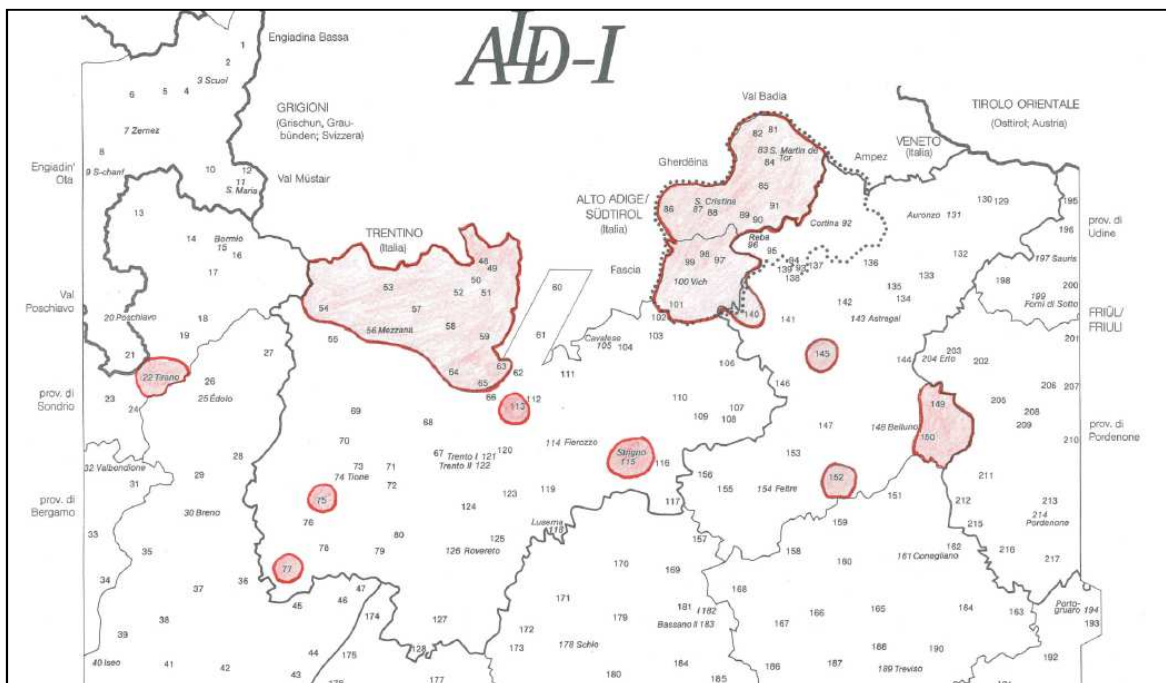 ALD-I
Engiadina Bassa
1
2
3 Scuol
6 5 4
GRIGIONI
(Grischun, Grau-
bünden; Svizzera)
7 Zernez
8
Engiadin'
Ota
9 S-chanf
10 12
11
S. Maria
Val Müstair
13
14 Bormio
15
16
17
Val
Poschiavo
20 Poschiavo
18
19
21
22 Tirano
prov. di
Sondrio
23
24
25 Édolo
26
27
28
29
30 Breno
31
32 Valbondione
prov. di
Bergamo
33
34
35
36
37
38
39
40 Iseo
41
42
43
44
45
46
47
TRENTINO
(Italia)
48
49
50
51
52
53
54
55
56 Mezzana
57
58
59
60
61
62
63
64
65
66
67 Trento I 121
Trento II 122
68
69
70
71
72
73
74 Tione
75
76
77
78
79
80
Val Badia
82 81
83 S. Martin de
Tor
84
85
Gherdëina
86
S. Cristina
87 88
89
90
91
ALTO ADIGE/
SÜDTIROL
(Italia)
Ampez
Cortina 92
Reba
96
95
94
93
139
137
138
136
Fascia
98
99 97
100 Vich
101
102
103
104
Cavalese
105
106
107
108
109
110
111
112
113
114 Fierozzo
Strigno
115
116
117
Luserna
118
119
120
123
124
125
126 Rovereto
127
128
VENETO
(Italia)
TIROLO ORIENTALE
(Osttirol; Austria)
130 129
Auronzo 131
132
133
134
135
140
141
142
143 Astragal
144
145
146
147
148 Belluno
149
150
151
152
153
154 Feltre
155
156
157
158
159
160
161 Conegliano
162
163
164
165
166
167
168
169
170
171
172
173
174
175
176
177
178 Schio
179
180
181
182
Bassano II 183
184
185
186
187
188
189 Treviso
190
192
193
Porto-
gruaro 194
195
prov. di
Udine
196
197 Sauris
198
199
Forni di Sotto
200
FRIÛL/
FRIULI
201
202
203
204 Erto
205
206 207
208
209
210
prov. di
Pordenone
211
212
213
214
Pordenone
215
216
217